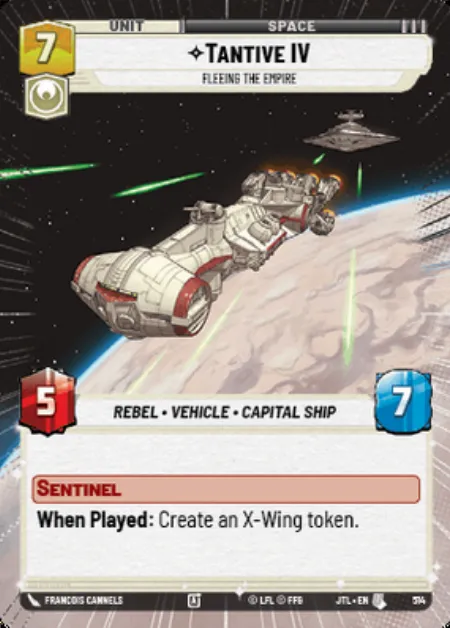 UNIT
SPACE
7
TANTIVE IV
FLEEING THE EMPIRE
5
REBEL • VEHICLE • CAPITAL SHIP
7
SENTINEL
When Played: Create an X-Wing token.
FRANCOIS CANNELS
© LFL © FFG
JTL • EN
514